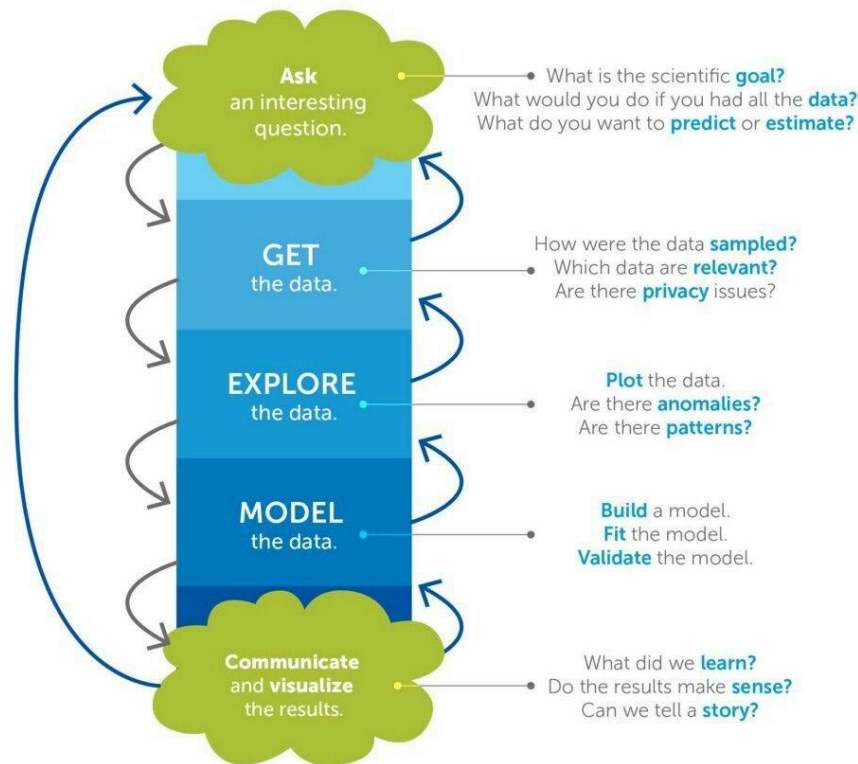 Ask
an interesting
question.
What is the scientific goal?
What would you do if you had all the data?
What do you want to predict or estimate?
GET
the data.
How were the data sampled?
Which data are relevant?
Are there privacy issues?
EXPLORE
the data.
Plot the data.
Are there anomalies?
Are there patterns?
MODEL
the data.
Build a model.
Fit the model.
Validate the model.
Communicate
and visualize
the results.
What did we learn?
Do the results make sense?
Can we tell a story?